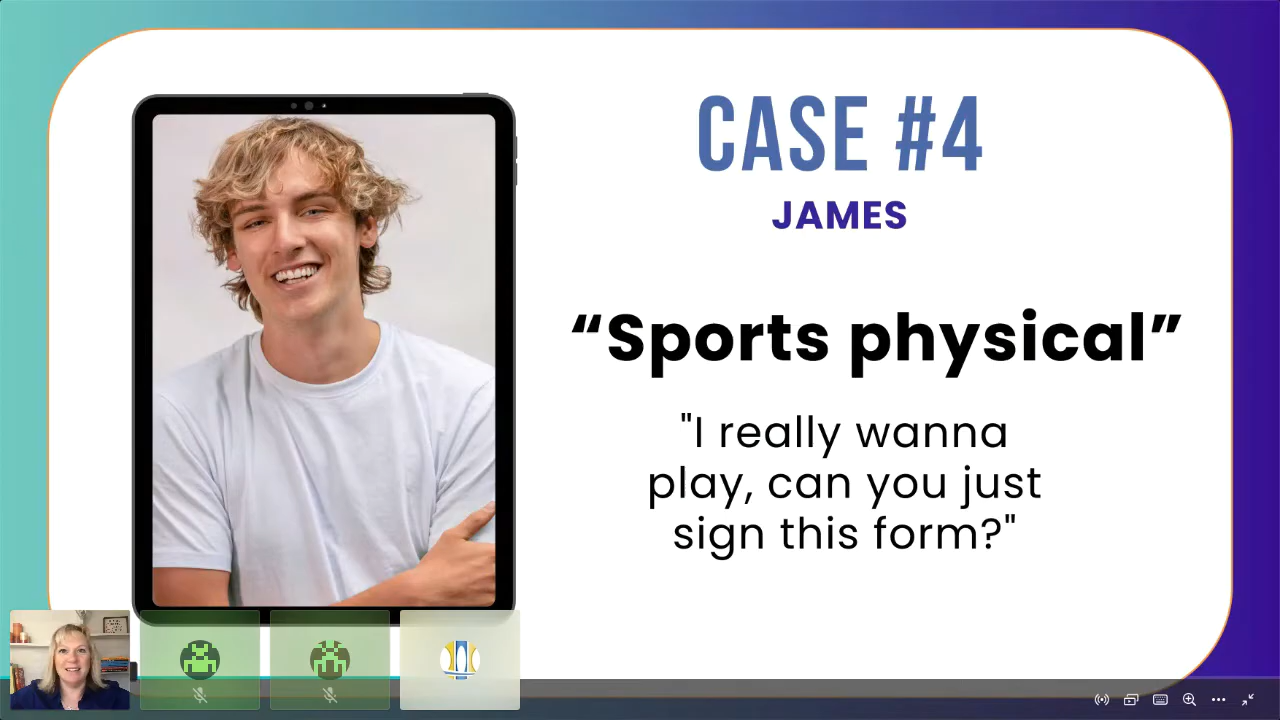 CASE #4
JAMES
“Sports physical”
"I really wanna
play, can you just
sign this form?"